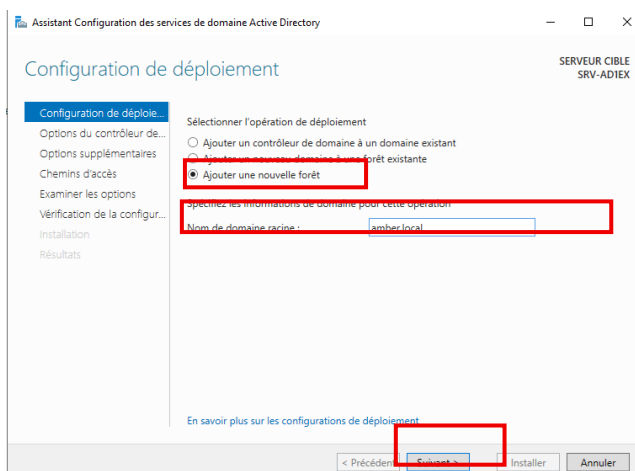 Assistant Configuration des services de domaine Active Directory
Configuration de déploiement
SERVEUR CIBLE
SRV-AD1EX
Configuration de déploie...
Options du contrôleur de...
Options supplémentaires
Chemins d'accès
Examiner les options
Vérification de la configur...
Installation
Résultats
Sélectionner l'opération de déploiement
Ajouter un contrôleur de domaine à un domaine existant
Ajouter un nouveau domaine à une forêt existante
Ajouter une nouvelle forêt
Spécifiez les informations de domaine pour cette opération
Nom de domaine racine : amber.local
En savoir plus sur les configurations de déploiement
< Précédent Suivant > Installer Annuler